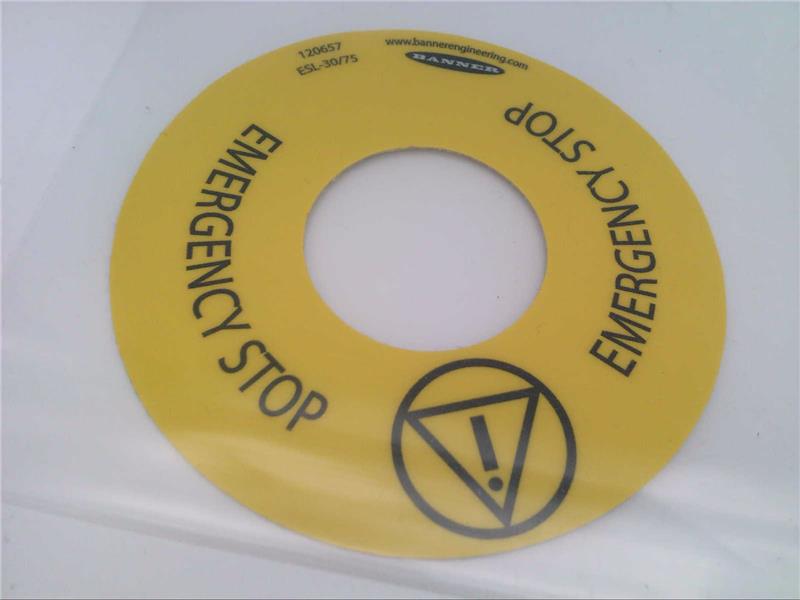 120657
ESL-30/75
www.bannerengineering.com
BANNER
EMERGENCY STOP
EMERGENCY STOP
!